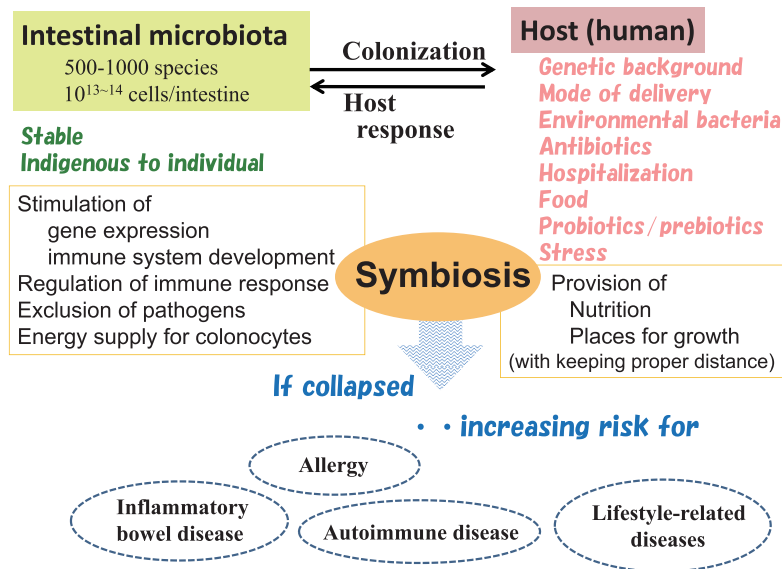 Intestinal microbiota
500-1000 species
10¹³~¹⁴ cells/intestine
Colonization
Host
response
Host (human)
Genetic background
Mode of delivery
Environmental bacteria
Antibiotics
Hospitalization
Food
Probiotics/prebiotics
Stress
Stable
Indigenous to individual
Stimulation of
gene expression
immune system development
Regulation of immune response
Exclusion of pathogens
Energy supply for colonocytes
Symbiosis
Provision of
Nutrition
Places for growth
(with keeping proper distance)
If collapsed
・・increasing risk for
Allergy
Inflammatory
bowel disease
Autoimmune disease
Lifestyle-related
diseases